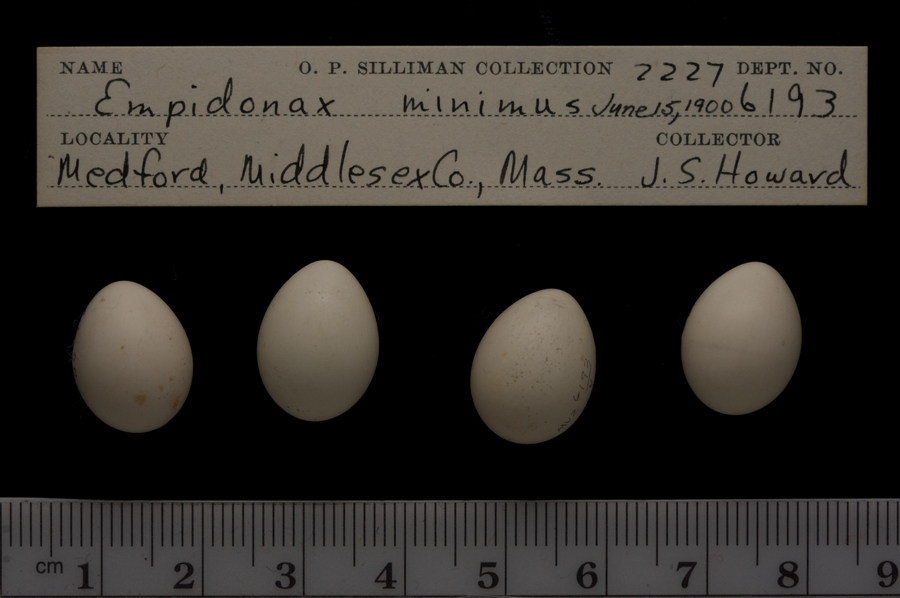 NAME O. P. SILLIMAN COLLECTION 2227 DEPT. NO.
Empidonax minimus June 15, 1900 6193
LOCALITY COLLECTOR
Medford, Middlesex Co., Mass. J. S. Howard
6193
cm 1 2 3 4 5 6 7 8 9